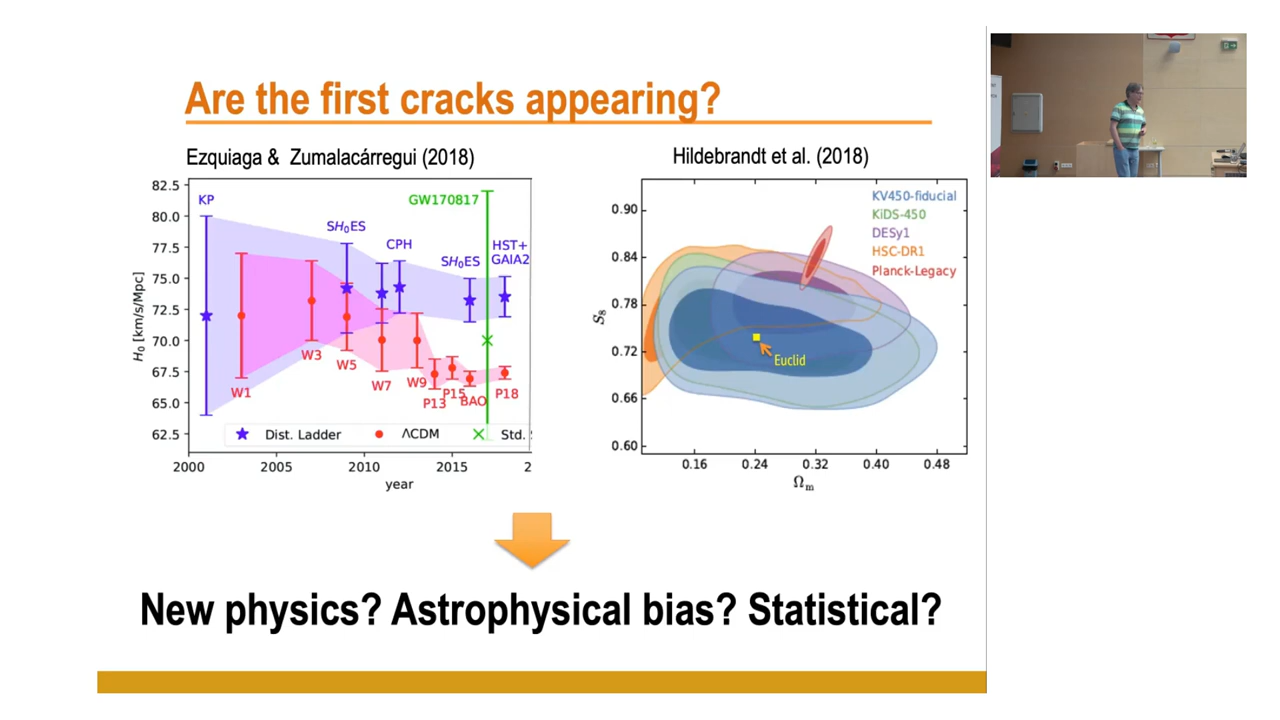 Are the first cracks appearing?
Ezquiaga & Zumalacárregui (2018)
82.5
80.0
77.5
75.0
72.5
70.0
67.5
65.0
62.5
H₀ [km/s/Mpc]
KP
SH₀ES
CPH
SH₀ES
GW170817
HST+
GAIA2
W1
W3
W5
W7
W9
P13
P15
BAO
P18
Dist. Ladder
ΛCDM
Std.
2000
2005
2010
2015
2
year
Hildebrandt et al. (2018)
0.90
0.84
0.78
0.72
0.66
0.60
S₈
KV450-fiducial
KiDS-450
DESy1
HSC-DR1
Planck-Legacy
Euclid
0.16
0.24
0.32
0.40
0.48
Ωₘ
New physics? Astrophysical bias? Statistical?